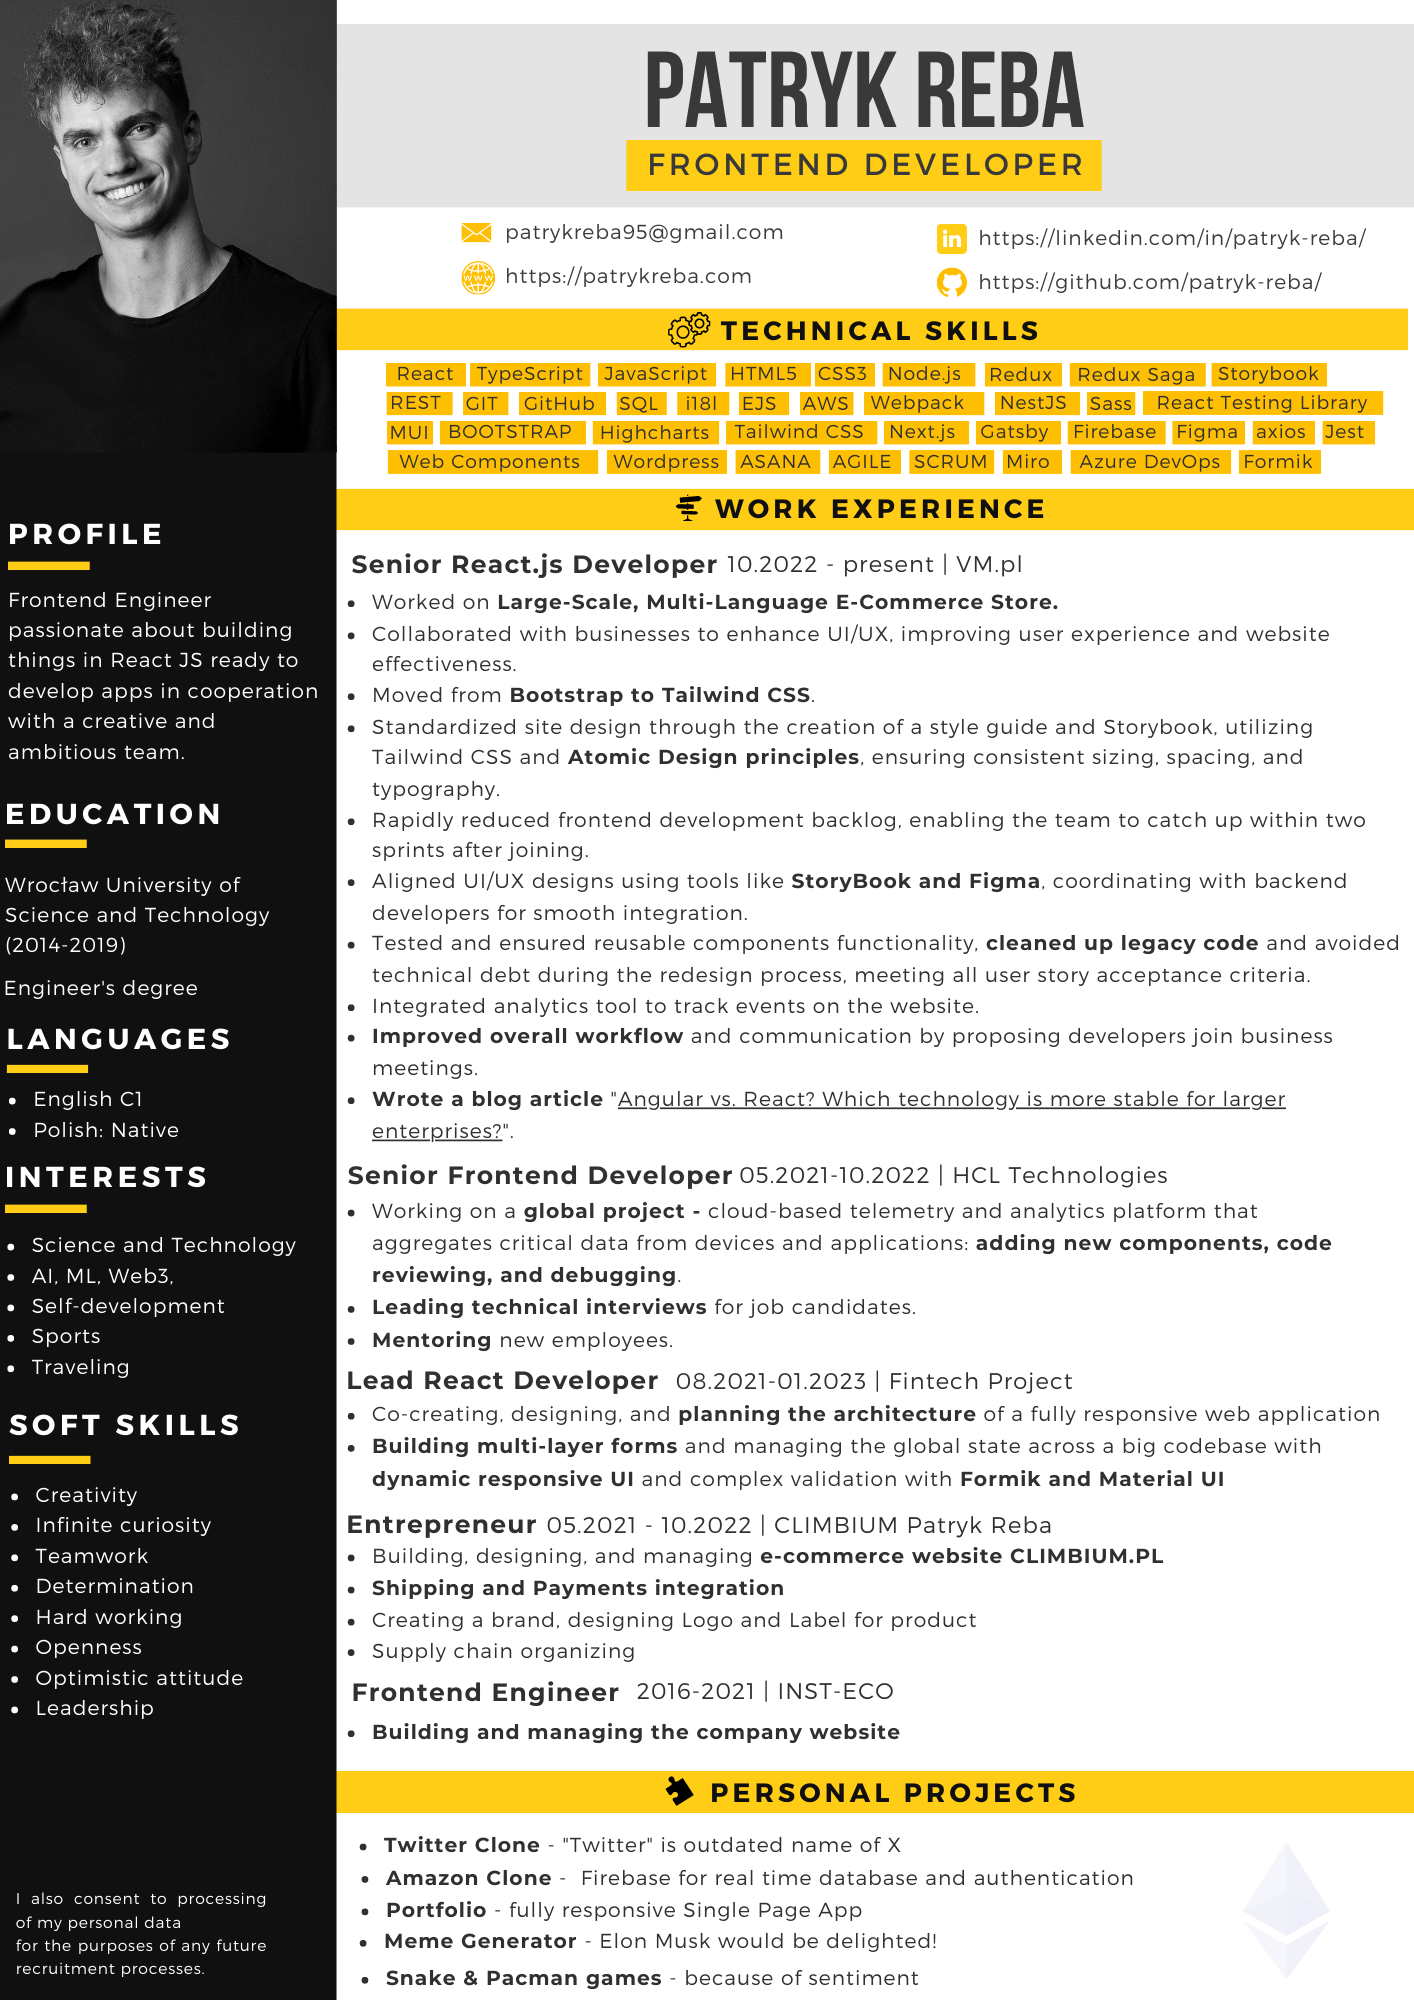 PATRYK REBA
FRONTEND DEVELOPER
patrykreba95@gmail.com
https://patrykreba.com
https://linkedin.com/in/patryk-reba/
https://github.com/patryk-reba/
TECHNICAL SKILLS
React TypeScript JavaScript HTML5 CSS3 Node.js Redux Redux Saga Storybook
REST GIT GitHub SQL i18l EJS AWS Webpack NestJS Sass React Testing Library
MUI BOOTSTRAP Highcharts Tailwind CSS Next.js Gatsby Firebase Figma axios Jest
Web Components Wordpress ASANA AGILE SCRUM Miro Azure DevOps Formik
WORK EXPERIENCE
Senior React.js Developer 10.2022 - present | VM.pl
• Worked on Large-Scale, Multi-Language E-Commerce Store.
• Collaborated with businesses to enhance UI/UX, improving user experience and website
effectiveness.
• Moved from Bootstrap to Tailwind CSS.
• Standardized site design through the creation of a style guide and Storybook, utilizing
Tailwind CSS and Atomic Design principles, ensuring consistent sizing, spacing, and
typography.
• Rapidly reduced frontend development backlog, enabling the team to catch up within two
sprints after joining.
• Aligned UI/UX designs using tools like StoryBook and Figma, coordinating with backend
developers for smooth integration.
• Tested and ensured reusable components functionality, cleaned up legacy code and avoided
technical debt during the redesign process, meeting all user story acceptance criteria.
• Integrated analytics tool to track events on the website.
• Improved overall workflow and communication by proposing developers join business
meetings.
• Wrote a blog article "Angular vs. React? Which technology is more stable for larger
enterprises?".
Senior Frontend Developer 05.2021-10.2022 | HCL Technologies
• Working on a global project - cloud-based telemetry and analytics platform that
aggregates critical data from devices and applications: adding new components, code
reviewing, and debugging.
• Leading technical interviews for job candidates.
• Mentoring new employees.
Lead React Developer 08.2021-01.2023 | Fintech Project
• Co-creating, designing, and planning the architecture of a fully responsive web application
• Building multi-layer forms and managing the global state across a big codebase with
dynamic responsive UI and complex validation with Formik and Material UI
Entrepreneur 05.2021 - 10.2022 | CLIMBIUM Patryk Reba
• Building, designing, and managing e-commerce website CLIMBIUM.PL
• Shipping and Payments integration
• Creating a brand, designing Logo and Label for product
• Supply chain organizing
Frontend Engineer 2016-2021 | INST-ECO
• Building and managing the company website
PERSONAL PROJECTS
• Twitter Clone - "Twitter" is outdated name of X
• Amazon Clone - Firebase for real time database and authentication
• Portfolio - fully responsive Single Page App
• Meme Generator - Elon Musk would be delighted!
• Snake & Pacman games - because of sentiment
PROFILE
Frontend Engineer
passionate about building
things in React JS ready to
develop apps in cooperation
with a creative and
ambitious team.
EDUCATION
Wrocław University of
Science and Technology
(2014-2019)
Engineer's degree
LANGUAGES
• English C1
• Polish: Native
INTERESTS
• Science and Technology
• AI, ML, Web3,
• Self-development
• Sports
• Traveling
SOFT SKILLS
• Creativity
• Infinite curiosity
• Teamwork
• Determination
• Hard working
• Openness
• Optimistic attitude
• Leadership
I also consent to processing
of my personal data
for the purposes of any future
recruitment processes.